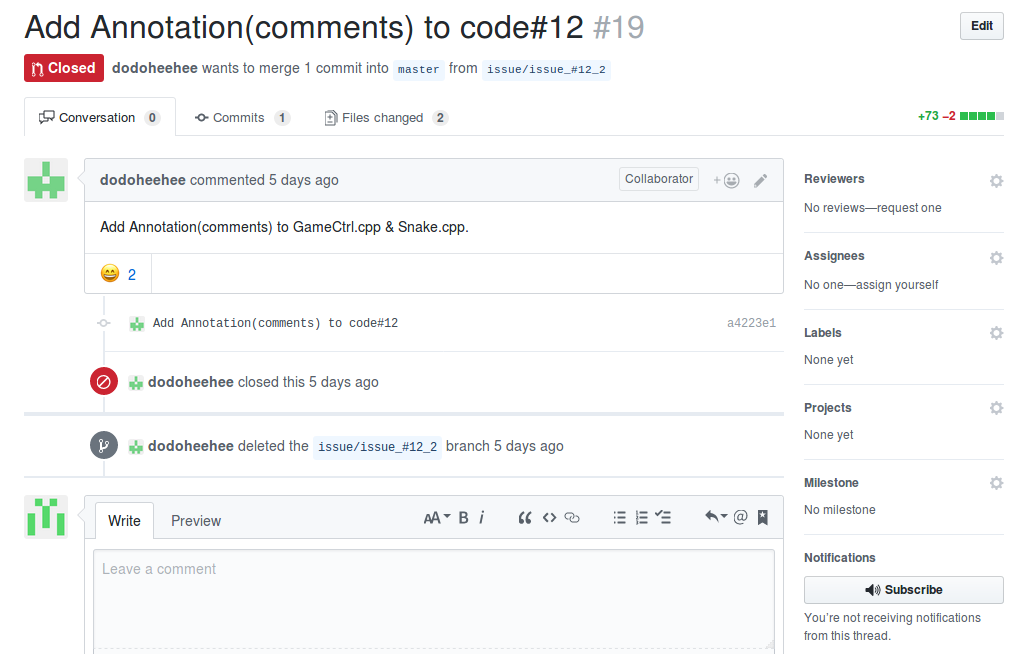 Add Annotation(comments) to code#12 #19
Edit
Closed dodoheehee wants to merge 1 commit into master from issue/issue_#12_2
Conversation 0 Commits 1 Files changed 2 +73 −2
dodoheehee commented 5 days ago Collaborator +
Add Annotation(comments) to GameCtrl.cpp & Snake.cpp.
2
Add Annotation(comments) to code#12 a4223e1
dodoheehee closed this 5 days ago
dodoheehee deleted the issue/issue_#12_2 branch 5 days ago
Write Preview AA B i @
Leave a comment
Reviewers
No reviews—request one
Assignees
No one—assign yourself
Labels
None yet
Projects
None yet
Milestone
No milestone
Notifications
Subscribe
You’re not receiving notifications
from this thread.